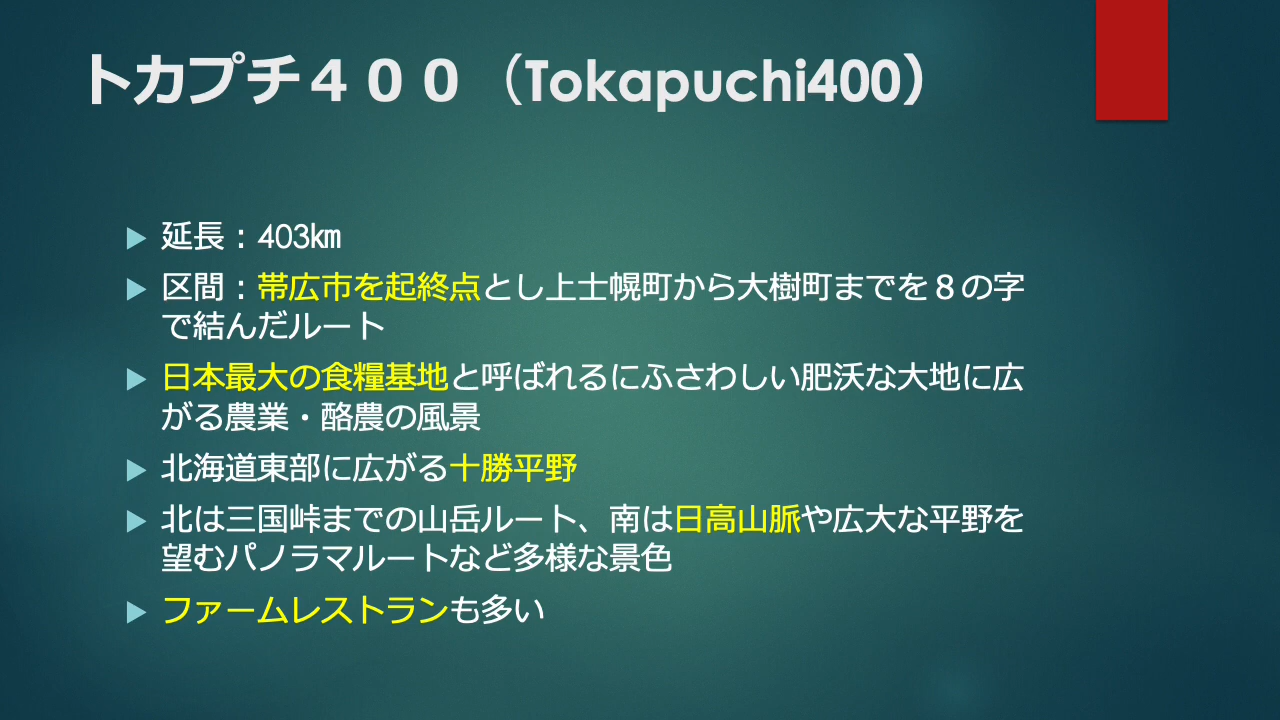 トカプチ４００（Tokapuchi400）
延長：403㎞
区間：帯広市を起終点とし上士幌町から大樹町までを８の字
で結んだルート
日本最大の食糧基地と呼ばれるにふさわしい肥沃な大地に広
がる農業・酪農の風景
北海道東部に広がる十勝平野
北は三国峠までの山岳ルート、南は日高山脈や広大な平野を
望むパノラマルートなど多様な景色
ファームレストランも多い